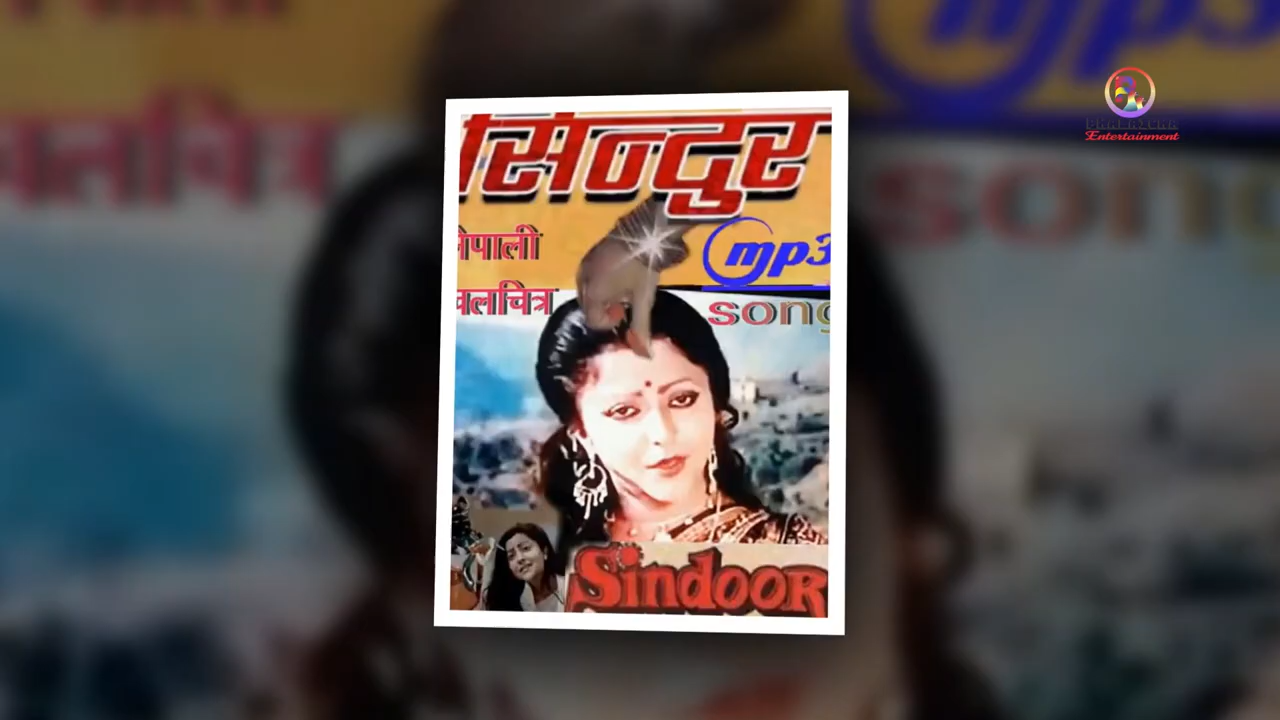 सिन्दुर
नेपाली
mp3
चलचित्र
song
Sindoor
Entertainment